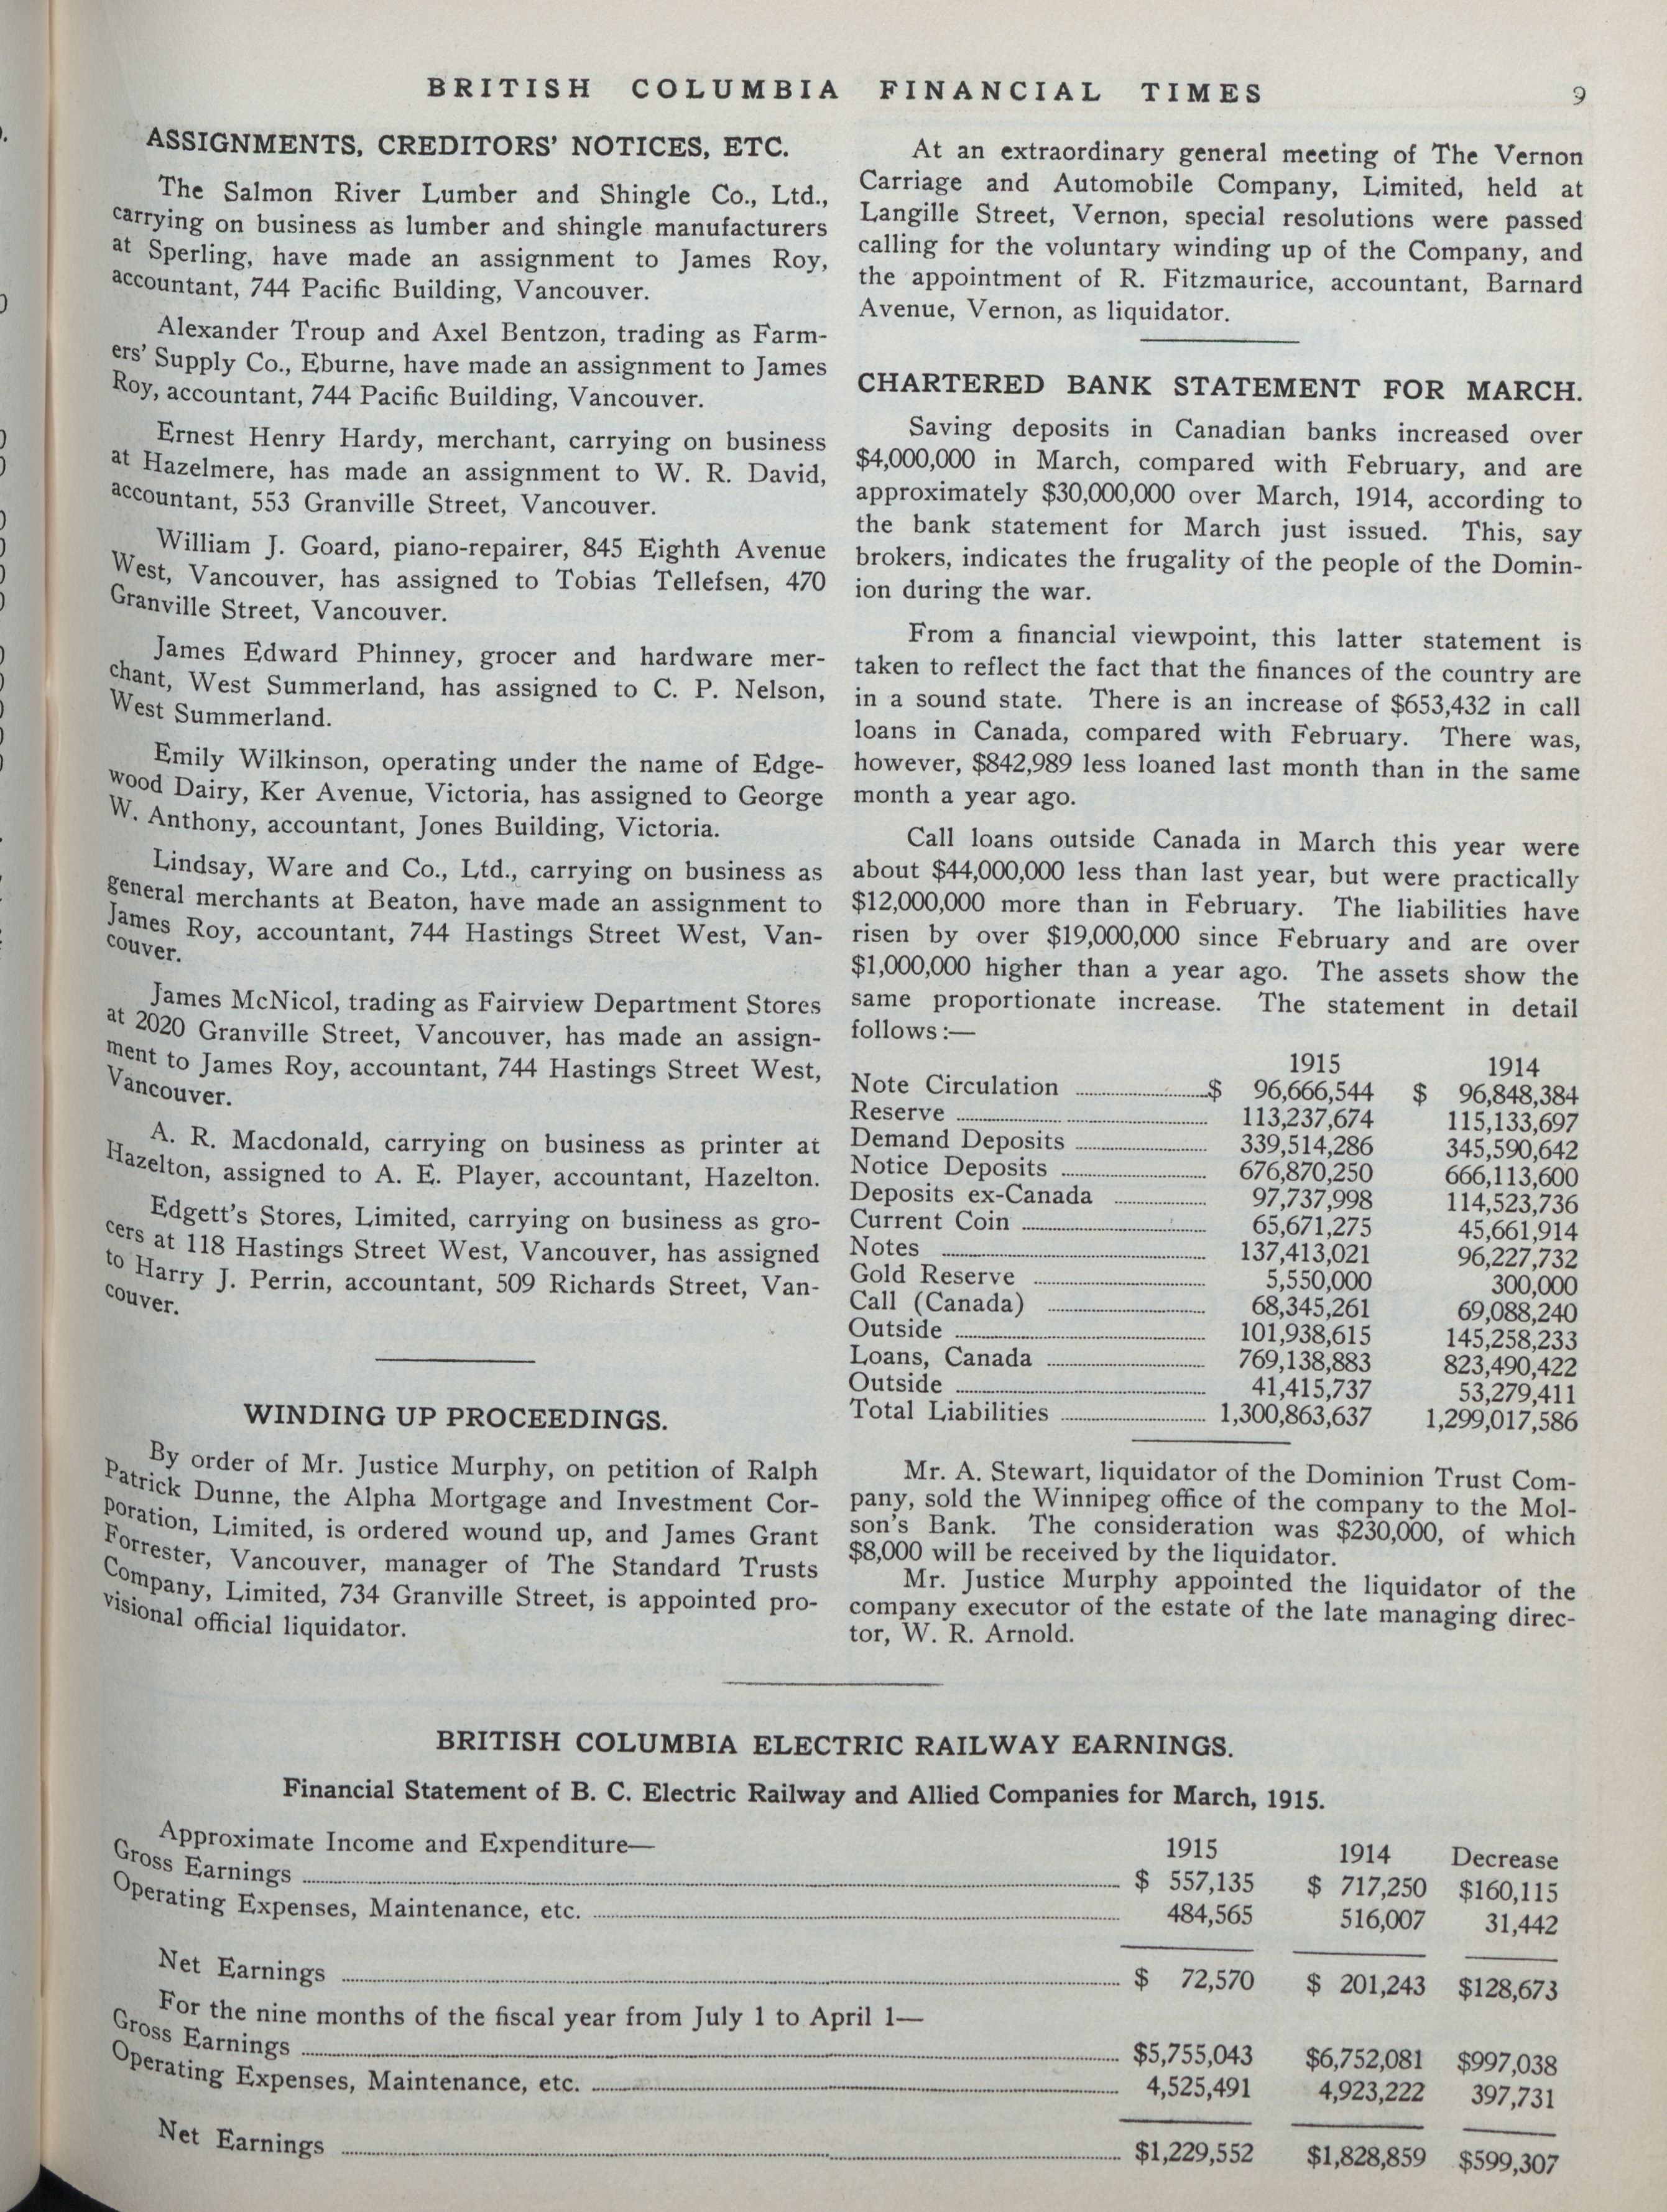 BRITISH COLUMBIA FINANCIAL TIMES 9
ASSIGNMENTS, CREDITORS' NOTICES, ETC.
The Salmon River Lumber and Shingle Co., Ltd.,
carrying on business as lumber and shingle manufacturers
at Sperling, have made an assignment to James Roy,
accountant, 744 Pacific Building, Vancouver.
Alexander Troup and Axel Bentzon, trading as Farm-
ers' Supply Co., Eburne, have made an assignment to James
Roy, accountant, 744 Pacific Building, Vancouver.
Ernest Henry Hardy, merchant, carrying on business
at Hazelmere, has made an assignment to W. R. David,
accountant, 553 Granville Street, Vancouver.
William J. Goard, piano-repairer, 845 Eighth Avenue
West, Vancouver, has assigned to Tobias Tellefsen, 470
Granville Street, Vancouver.
James Edward Phinney, grocer and hardware mer-
chant, West Summerland, has assigned to C. P. Nelson,
West Summerland.
Emily Wilkinson, operating under the name of Edge-
wood Dairy, Ker Avenue, Victoria, has assigned to George
W. Anthony, accountant, Jones Building, Victoria.
Lindsay, Ware and Co., Ltd., carrying on business as
general merchants at Beaton, have made an assignment to
James Roy, accountant, 744 Hastings Street West, Van-
couver.
James McNicol, trading as Fairview Department Stores
at 2020 Granville Street, Vancouver, has made an assign-
ment to James Roy, accountant, 744 Hastings Street West,
Vancouver.
A. R. Macdonald, carrying on business as printer at
Hazelton, assigned to A. E. Player, accountant, Hazelton.
Edgett's Stores, Limited, carrying on business as gro-
cers at 118 Hastings Street West, Vancouver, has assigned
to Harry J. Perrin, accountant, 509 Richards Street, Van-
couver.
WINDING UP PROCEEDINGS.
By order of Mr. Justice Murphy, on petition of Ralph
Patrick Dunne, the Alpha Mortgage and Investment Cor-
poration, Limited, is ordered wound up, and James Grant
Forrester, Vancouver, manager of The Standard Trusts
Company, Limited, 734 Granville Street, is appointed pro-
visional official liquidator.
At an extraordinary general meeting of The Vernon
Carriage and Automobile Company, Limited, held at
Langille Street, Vernon, special resolutions were passed
calling for the voluntary winding up of the Company, and
the appointment of R. Fitzmaurice, accountant, Barnard
Avenue, Vernon, as liquidator.
CHARTERED BANK STATEMENT FOR MARCH.
Saving deposits in Canadian banks increased over
$4,000,000 in March, compared with February, and are
approximately $30,000,000 over March, 1914, according to
the bank statement for March just issued. This, say
brokers, indicates the frugality of the people of the Domin-
ion during the war.
From a financial viewpoint, this latter statement is
taken to reflect the fact that the finances of the country are
in a sound state. There is an increase of $653,432 in call
loans in Canada, compared with February. There was,
however, $842,989 less loaned last month than in the same
month a year ago.
Call loans outside Canada in March this year were
about $44,000,000 less than last year, but were practically
$12,000,000 more than in February. The liabilities have
risen by over $19,000,000 since February and are over
$1,000,000 higher than a year ago. The assets show the
same proportionate increase. The statement in detail
follows:—
1915 1914
Note Circulation $ 96,666,544 $ 96,848,384
Reserve 113,237,674 115,133,697
Demand Deposits 339,514,286 345,590,642
Notice Deposits 676,870,250 666,113,600
Deposits ex-Canada 97,737,998 114,523,736
Current Coin 65,671,275 45,661,914
Notes 137,413,021 96,227,732
Gold Reserve 5,550,000 300,000
Call (Canada) 68,345,261 69,088,240
Outside 101,938,615 145,258,233
Loans, Canada 769,138,883 823,490,422
Outside 41,415,737 53,279,411
Total Liabilities 1,300,863,637 1,299,017,586
Mr. A. Stewart, liquidator of the Dominion Trust Com-
pany, sold the Winnipeg office of the company to the Mol-
son's Bank. The consideration was $230,000, of which
$8,000 will be received by the liquidator.
Mr. Justice Murphy appointed the liquidator of the
company executor of the estate of the late managing direc-
tor, W. R. Arnold.
BRITISH COLUMBIA ELECTRIC RAILWAY EARNINGS.
Financial Statement of B. C. Electric Railway and Allied Companies for March, 1915.
Approximate Income and Expenditure— 1915 1914 Decrease
Gross Earnings $ 557,135 $ 717,250 $160,115
Operating Expenses, Maintenance, etc. 484,565 516,007 31,442
Net Earnings $ 72,570 $ 201,243 $128,673
For the nine months of the fiscal year from July 1 to April 1—
Gross Earnings $5,755,043 $6,752,081 $997,038
Operating Expenses, Maintenance, etc. 4,525,491 4,923,222 397,731
Net Earnings $1,229,552 $1,828,859 $599,307